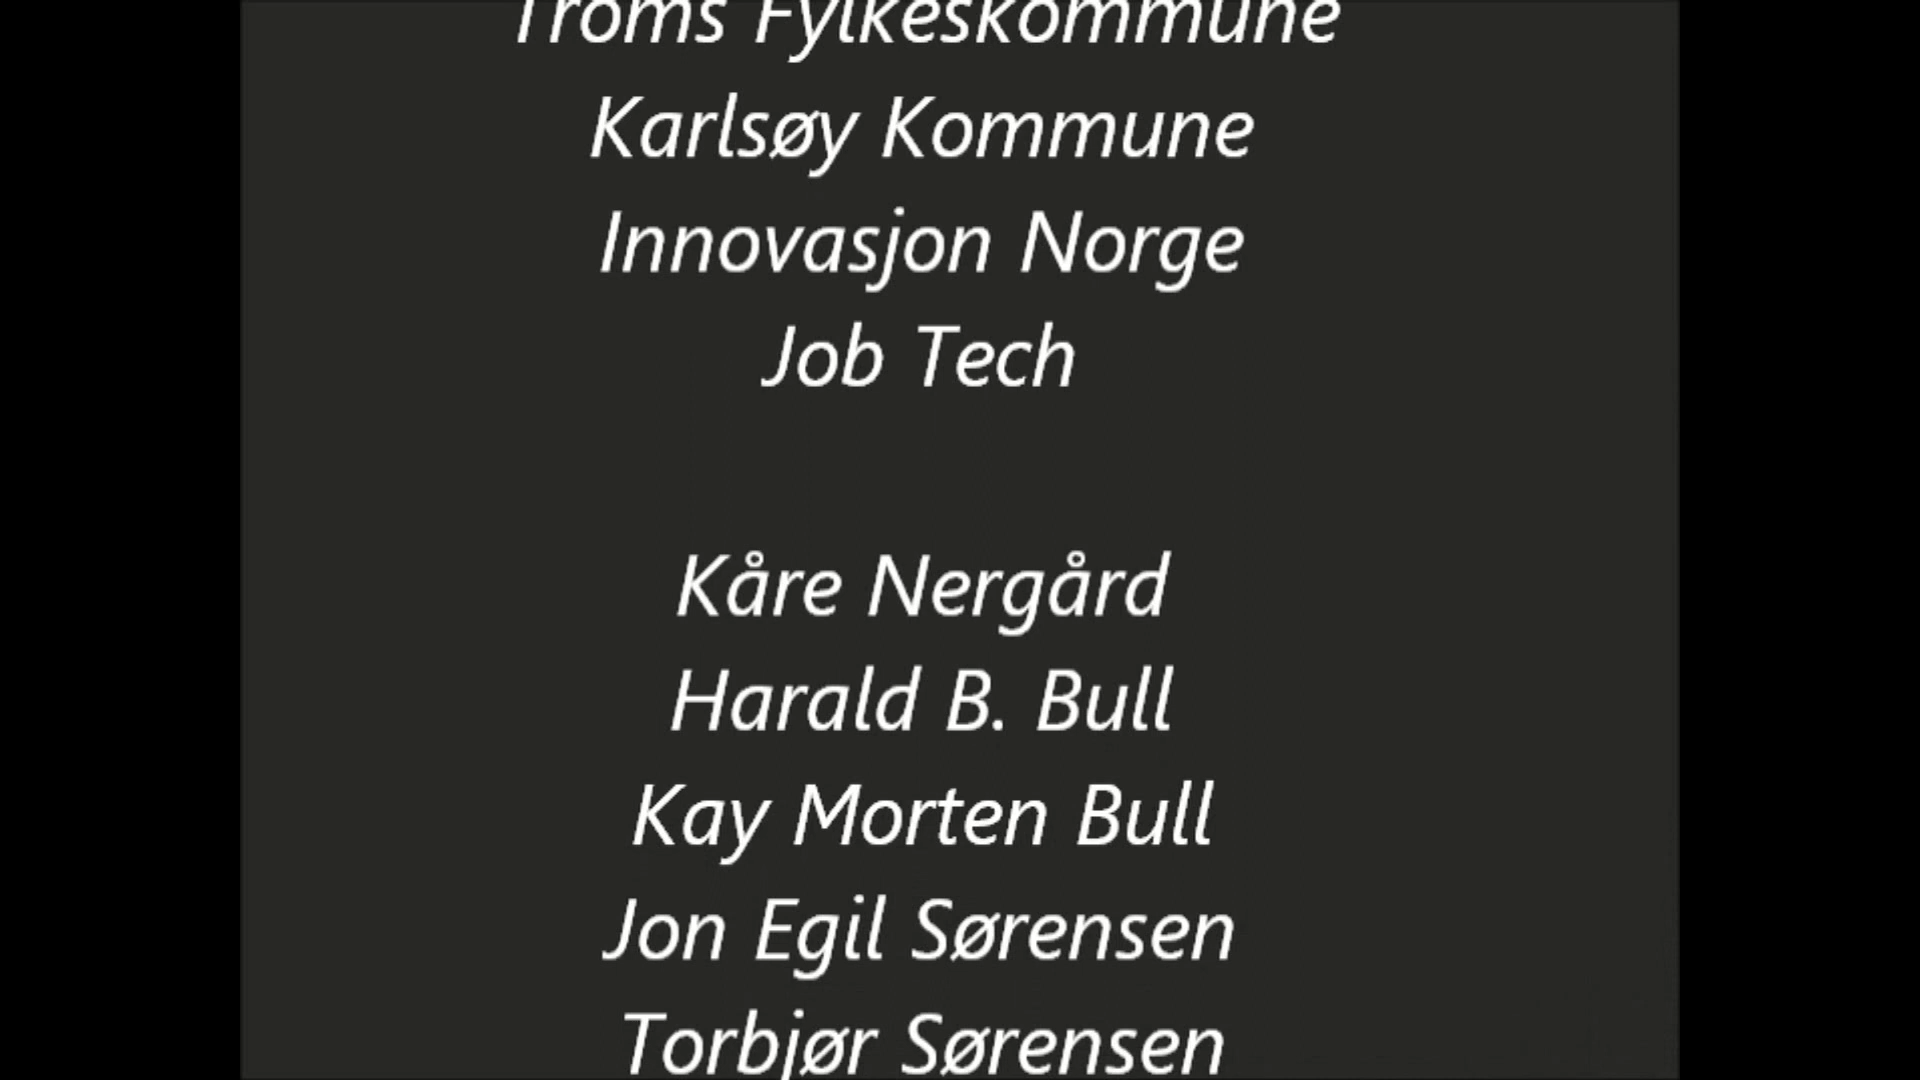 Troms Fylkeskommune
Karlsøy Kommune
Innovasjon Norge
Job Tech
Kåre Nergård
Harald B. Bull
Kay Morten Bull
Jon Egil Sørensen
Torbjør Sørensen